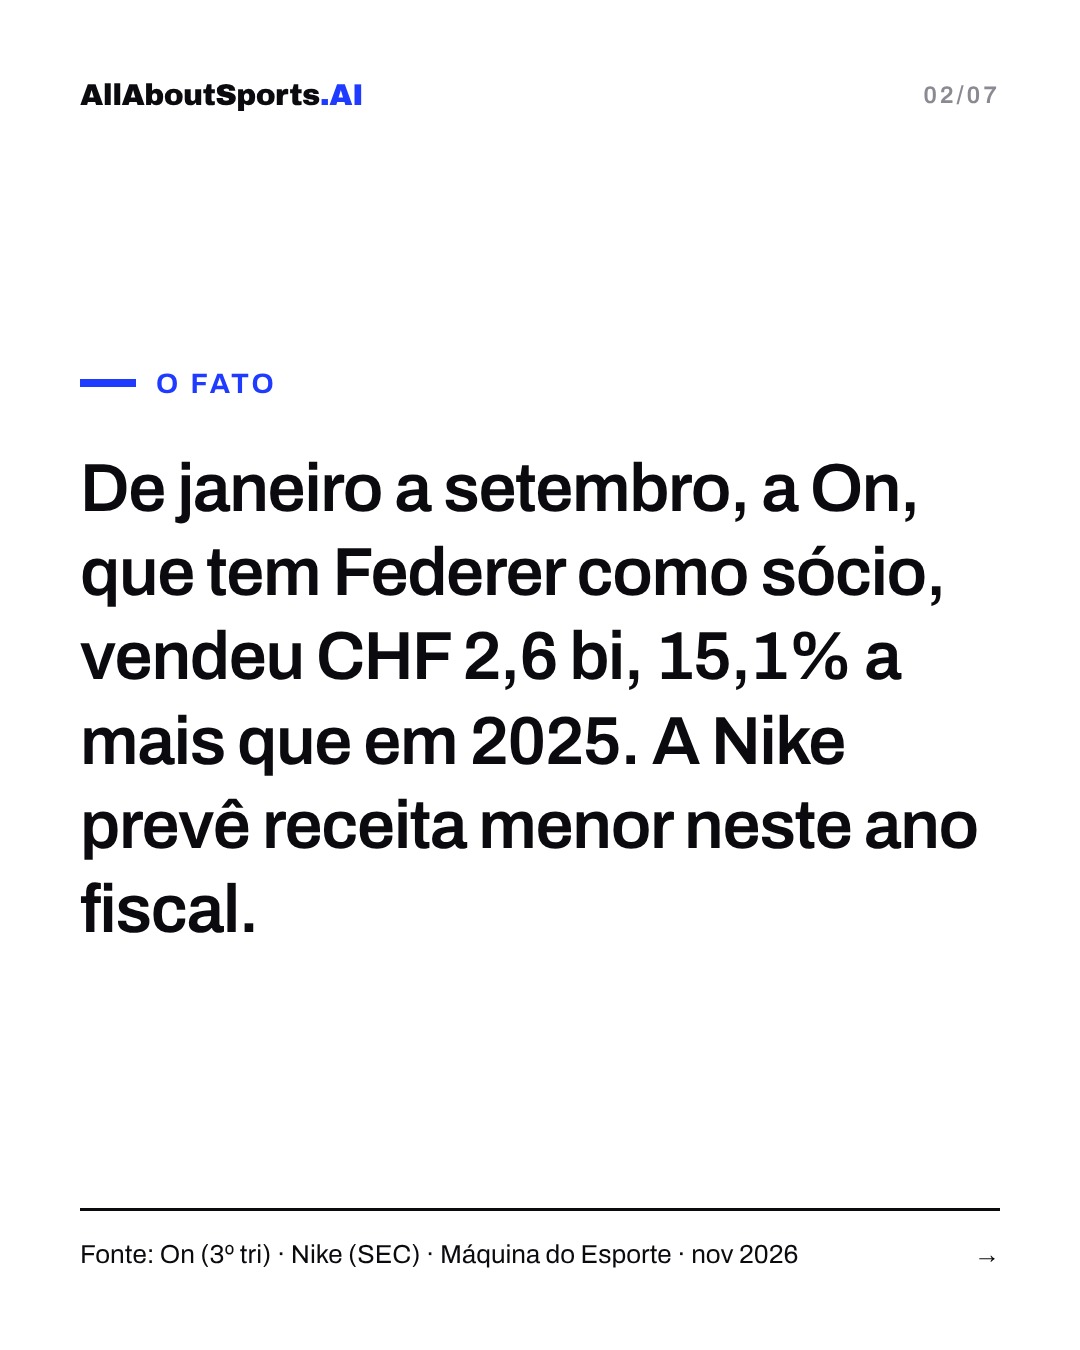 AllAboutSports.AI
02/07
O FATO
De janeiro a setembro, a On,
que tem Federer como sócio,
vendeu CHF 2,6 bi, 15,1% a
mais que em 2025. A Nike
prevê receita menor neste ano
fiscal.
Fonte: On (3º tri) · Nike (SEC) · Máquina do Esporte · nov 2026 →